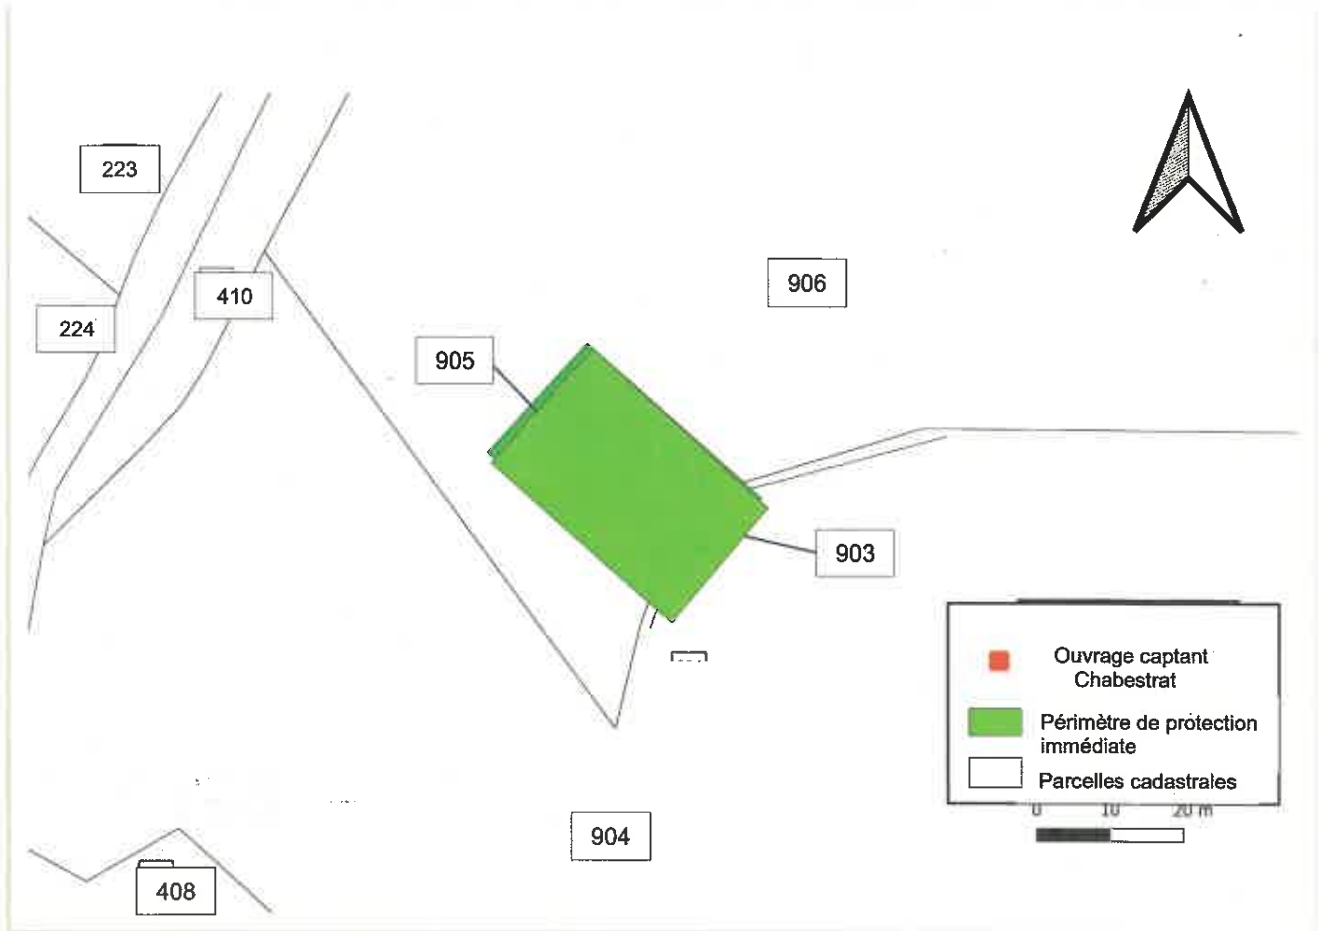 223
906
410
224
905
903
Ouvrage captant
Chabestrat
Périmètre de protection
immédiate
Parcelles cadastrales
0 10 20 m
904
408